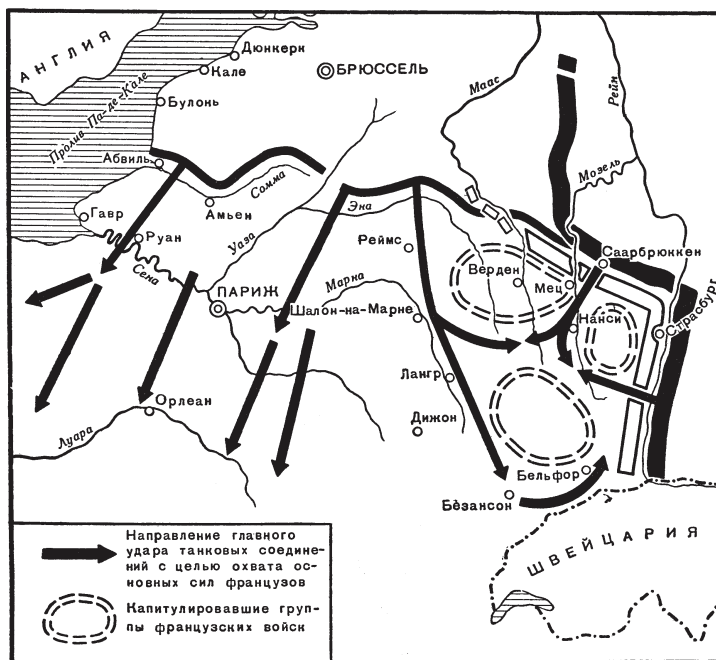 АНГЛИЯ
Дюнкерк
Кале
БРЮССЕЛЬ
Булонь
Пролив Па-де-Кале
Маас
Рейн
Мозель
Абвиль
Сомма
Амьен
Гавр
Руан
Сена
Уаза
Эна
Реймс
Верден
Мец
Саарбрюккен
ПАРИЖ
Марна
Шалон-на-Марне
Нанси
Страсбург
Лангр
Орлеан
Дижон
Луара
Бельфор
Бе́зансон
ШВЕЙЦАРИЯ
Направление главного
удара танковых соедине-
ний с целью охвата ос-
новных сил французов
Капитулировавшие груп-
пы французских войск